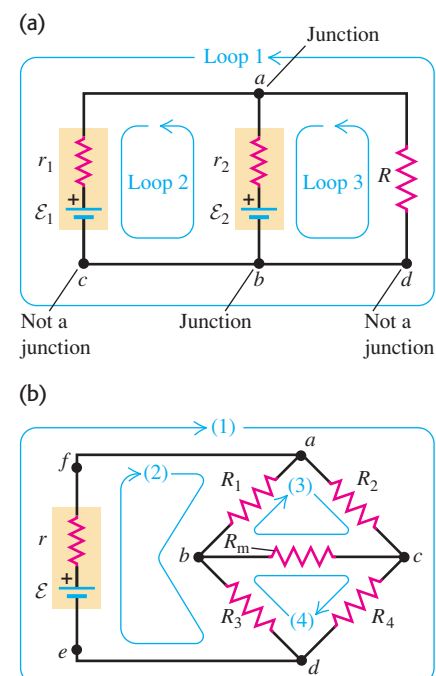 (a)
Junction
Loop 1
a
r₁
r₂
R
Loop 2
Loop 3
+
ℰ₁
+
ℰ₂
c
b
d
Not a junction
Junction
Not a junction
(b)
(1)
a
f
(2)
R₁
(3)
R₂
r
Rₘ
b
c
+
ℰ
R₃
(4)
R₄
e
d